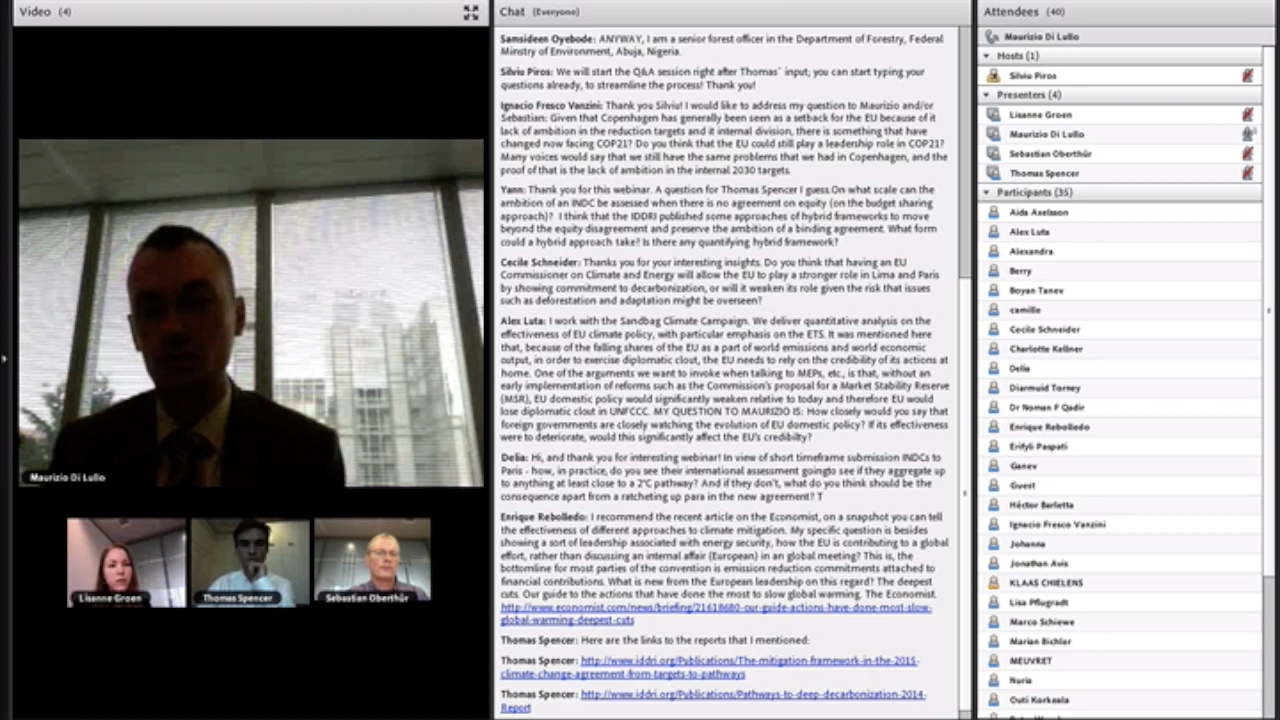 Video (4)
Maurizio Di Lullo
Lisanne Groen
Thomas Spencer
Sebastian Oberthür
Chat (Everyone)
Samsideen Oyebode: ANYWAY, I am a senior forest officer in the Department of Forestry, Federal
Minstry of Environment, Abuja, Nigeria.
Silviu Piros: We will start the Q&A session right after Thomas` input; you can start typing your
questions already, to streamline the process! Thank you!
Ignacio Fresco Vanzini: Thank you Silviu! I would like to address my question to Maurizio and/or
Sebastian: Given that Copenhagen has generally been seen as a setback for the EU because of it
lack of ambition in the reduction targets and it internal division, there is something that have
changed now facing COP21? Do you think that the EU could still play a leadership role in COP21?
Many voices would say that we still have the same problems that we had in Copenhagen, and the
proof of that is the lack of ambition in the internal 2030 targets.
Yann: Thank you for this webinar. A question for Thomas Spencer I guess.On what scale can the
ambition of an INDC be assessed when there is no agreement on equity (on the budget sharing
approach)? I think that the IDDRI published some approaches of hybrid frameworks to move
beyond the equity disagreement and preserve the ambition of a binding agreement. What form
could a hybrid approach take? Is there any quantifying hybrid framework?
Cecile Schneider: Thanks you for your interesting insights. Do you think that having an EU
Commissioner on Climate and Energy will allow the EU to play a stronger role in Lima and Paris
by showing commitment to decarbonization, or will it weaken its role given the risk that issues
such as deforestation and adaptation might be overseen?
Alex Luta: I work with the Sandbag Climate Campaign. We deliver quantitative analysis on the
effectiveness of EU climate policy, with particular emphasis on the ETS. It was mentioned here
that, because of the falling shares of the EU as a part of world emissions and world economic
output, in order to exercise diplomatic clout, the EU needs to rely on the credibility of its actions at
home. One of the arguments we want to invoke when talking to MEPs, etc, is that, without an
early implementation of reforms such as the Commission's proposal for a Market Stability Reserve
(MSR), EU domestic policy would significantly weaken relative to today and therefore EU would
lose diplomatic clout in UNFCCC. MY QUESTION TO MAURIZIO IS: How closely would you say that
foreign governments are closely watching the evolution of EU domestic policy? If its effectiveness
were to deteriorate, would this significantly affect the EU's credibilty?
Delia: Hi, and thank you for interesting webinar! In view of short timeframe submission INDCs to
Paris - how, in practice, do you see their international assessment goingto see if they aggregate up
to anything at least close to a 2°C pathway? And if they don't, what do you think should be the
consequence apart from a ratcheting up para in the new agreement? T
Enrique Rebolledo: I recommend the recent article on the Economist, on a snapshot you can tell
the effectiveness of different approaches to climate mitigation. My specific question is besides
showing a sort of leadership associated with energy security, how the EU is contributing to a global
effort, rather than discussing an internal affair (European) in an global meeting? This is, the
bottomline for most parties of the convention is emission reduction commitments attached to
financial contributions. What is new from the European leadership on this regard? The deepest
cuts. Our guide to the actions that have done the most to slow global warming. The Economist.
http://www.economist.com/news/briefing/21618680-our-guide-actions-have-done-most-slow-
global-warming-deepest-cuts
Thomas Spencer: Here are the links to the reports that I mentioned:
Thomas Spencer: http://www.iddri.org/Publications/The-mitigation-framework-in-the-2015-
climate-change-agreement-from-targets-to-pathways
Thomas Spencer: http://www.iddri.org/Publications/Pathways-to-deep-decarbonization-2014-
Report
Attendees (40)
Maurizio Di Lullo
Hosts (1)
Silviu Piros
Presenters (4)
Lisanne Groen
Maurizio Di Lullo
Sebastian Oberthür
Thomas Spencer
Participants (35)
Aida Axelsson
Alex Luta
Alexandra
Berry
Boyan Tanev
camille
Cecile Schneider
Charlotte Kellner
Delia
Diarmuid Torney
Dr Noman F Qadir
Enrique Rebolledo
Erifyli Paspati
Ganev
Guest
Héctor Barletta
Ignacio Fresco Vanzini
Johanna
Jonathan Avis
KLAAS CHIELENS
Lisa Pflugradt
Marco Schiewe
Marian Bichler
MEUVRET
Nuria
Outi Korkeala